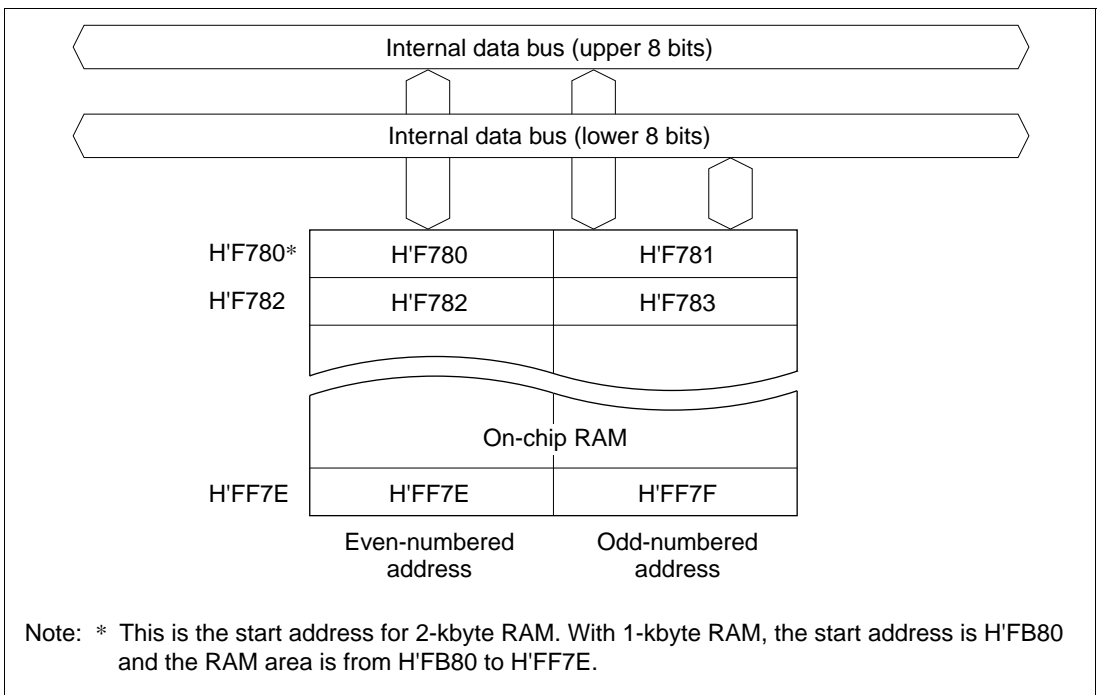 Internal data bus (upper 8 bits)
Internal data bus (lower 8 bits)
H'F780* H'F780 H'F781
H'F782 H'F782 H'F783
On-chip RAM
H'FF7E H'FF7E H'FF7F
Even-numbered address
Odd-numbered address
Note: * This is the start address for 2-kbyte RAM. With 1-kbyte RAM, the start address is H'FB80
and the RAM area is from H'FB80 to H'FF7E.